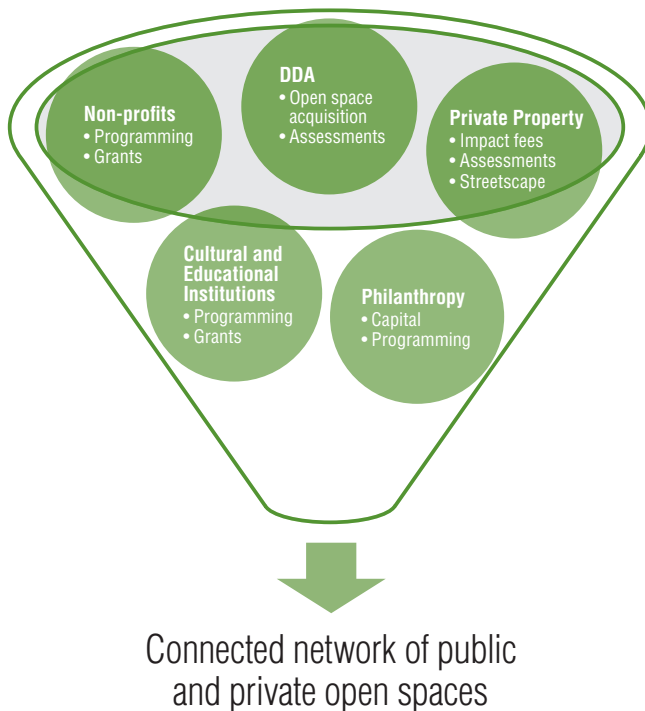 DDA
• Open space
acquisition
• Assessments
Non-profits
• Programming
• Grants
Private Property
• Impact fees
• Assessments
• Streetscape
Cultural and
Educational
Institutions
• Programming
• Grants
Philanthropy
• Capital
• Programming
Connected network of public
and private open spaces